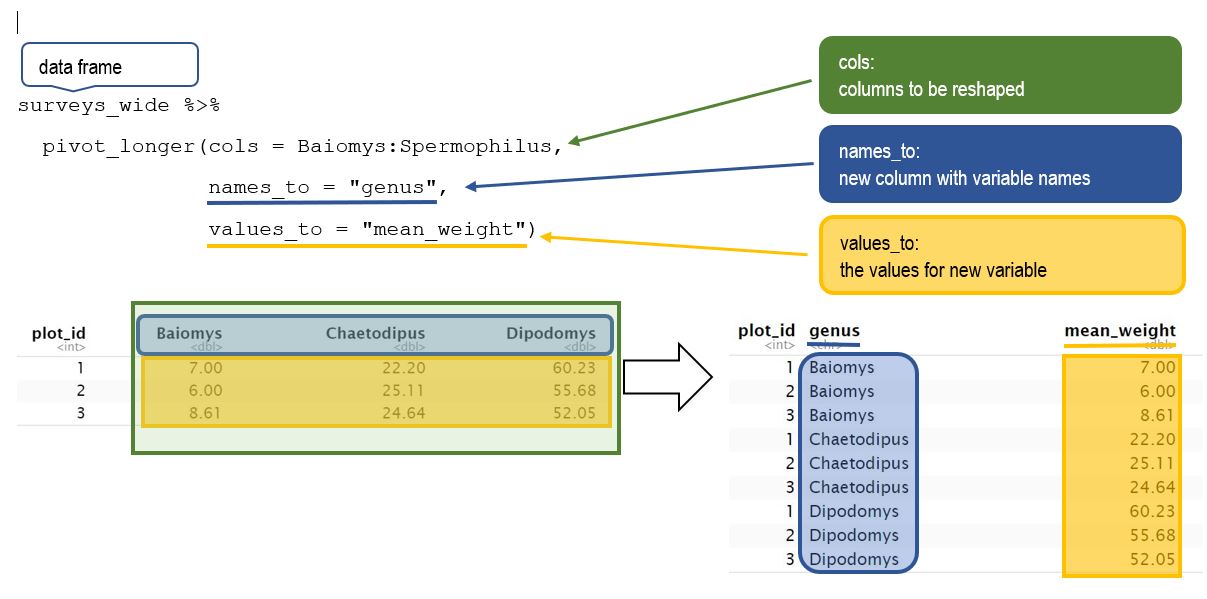 data frame
surveys_wide %>%
pivot_longer(cols = Baiomys:Spermophilus,
names_to = "genus",
values_to = "mean_weight")
cols:
columns to be reshaped
names_to:
new column with variable names
values_to:
the values for new variable
plot_id Baiomys Chaetodipus Dipodomys
<int> <dbl> <dbl> <dbl>
1 7.00 22.20 60.23
2 6.00 25.11 55.68
3 8.61 24.64 52.05
plot_id genus mean_weight
<int> <chr> <dbl>
1 Baiomys 7.00
2 Baiomys 6.00
3 Baiomys 8.61
1 Chaetodipus 22.20
2 Chaetodipus 25.11
3 Chaetodipus 24.64
1 Dipodomys 60.23
2 Dipodomys 55.68
3 Dipodomys 52.05